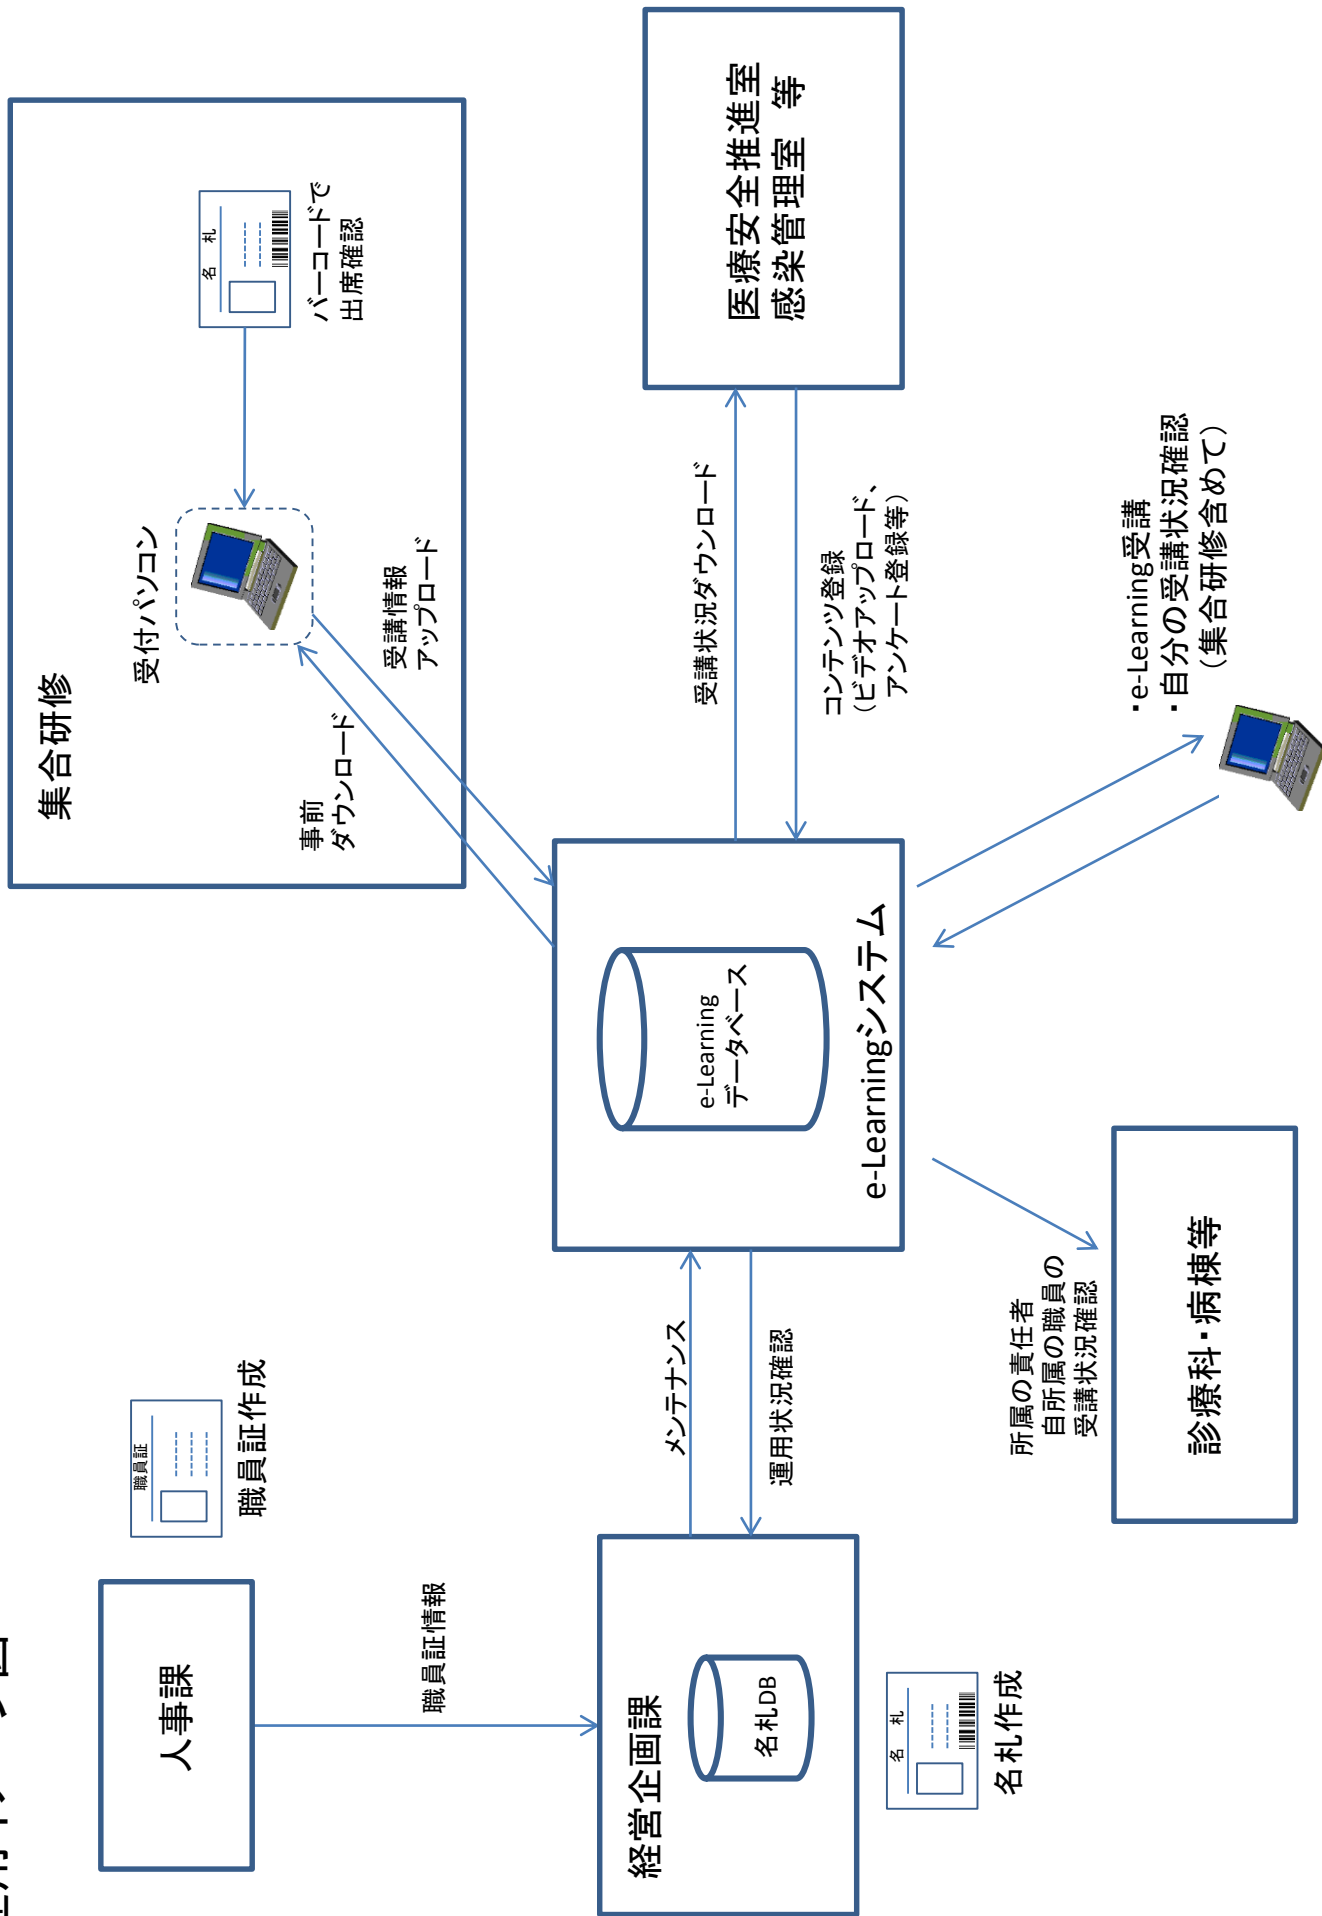 人事課
職員証
職員証作成
職員証情報
経営企画課
名札DB
名 札
名札作成
メンテナンス
運用状況確認
e-Learning
データベース
e-Learningシステム
集合研修
受付パソコン
名 札
バーコードで
出席確認
事前
ダウンロード
受講情報
アップロード
受講状況ダウンロード
コンテンツ登録
（ビデオアップロード、
アンケート登録等）
医療安全推進室
感染管理室 等
所属の責任者
自所属の職員の
受講状況確認
診療科・病棟等
・e-Learning受講
・自分の受講状況確認
（集合研修含めて）